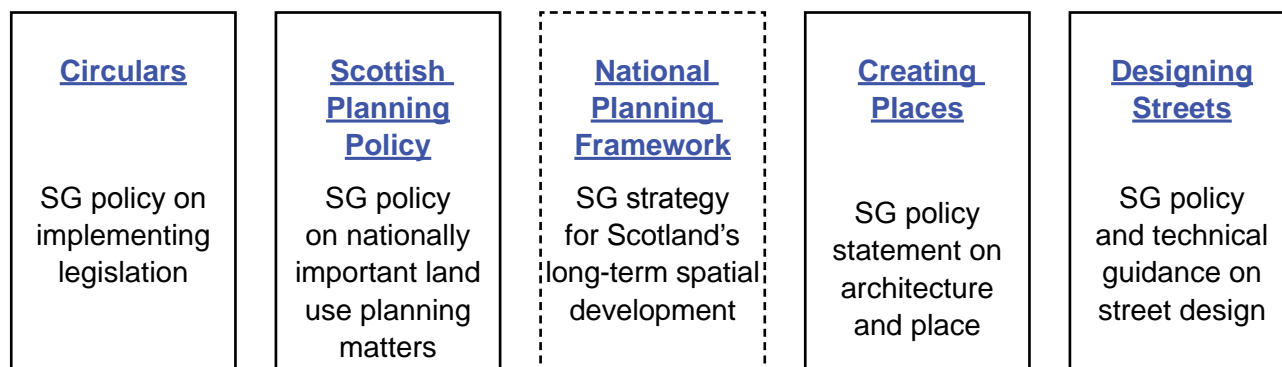 Circulars
SG policy on
implementing
legislation
Scottish
Planning
Policy
SG policy
on nationally
important land
use planning
matters
National
Planning
Framework
SG strategy
for Scotland’s
long-term spatial
development
Creating
Places
SG policy
statement on
architecture
and place
Designing
Streets
SG policy
and technical
guidance on
street design